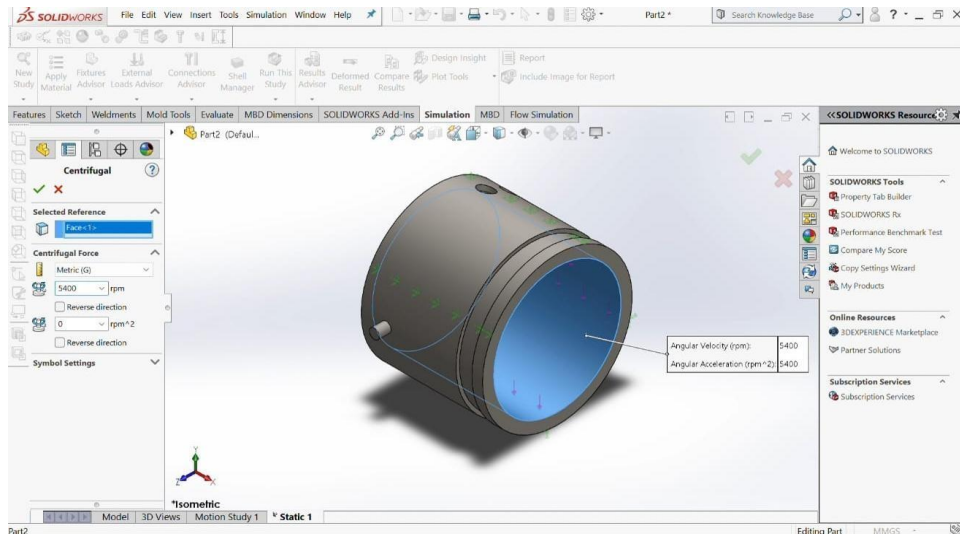 SOLIDWORKS File Edit View Insert Tools Simulation Window Help Part2 * Search Knowledge Base
New Study
Apply Material
Fixtures Advisor
External Loads Advisor
Connections Advisor
Shell Manager
Run This Study
Results Advisor
Deformed Result
Compare Results
Design Insight
Plot Tools
Report
Include Image for Report
Features Sketch Weldments Mold Tools Evaluate MBD Dimensions SOLIDWORKS Add-Ins Simulation MBD Flow Simulation
Part2 (Defaul...
Centrifugal
Selected Reference
Face<1>
Centrifugal Force
Metric (G)
5400 rpm
Reverse direction
0 rpm^2
Reverse direction
Symbol Settings
Angular Velocity (rpm): 5400
Angular Acceleration (rpm^2): 5400
Y
Z
X
*Isometric
Model 3D Views Motion Study 1 Static 1
Part2 Editing Part MMGS
<<SOLIDWORKS Resource
Welcome to SOLIDWORKS
SOLIDWORKS Tools
Property Tab Builder
SOLIDWORKS Rx
Performance Benchmark Test
Compare My Score
Copy Settings Wizard
My Products
Online Resources
3DEXPERIENCE Marketplace
Partner Solutions
Subscription Services
Subscription Services